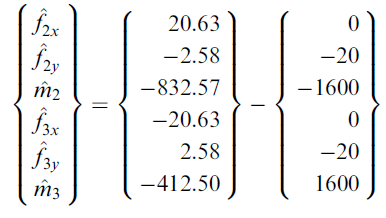 f̂2x 20.63 0
f̂2y −2.58 −20
m̂2 = −832.57 − −1600
f̂3x −20.63 0
f̂3y 2.58 −20
m̂3 −412.50 1600